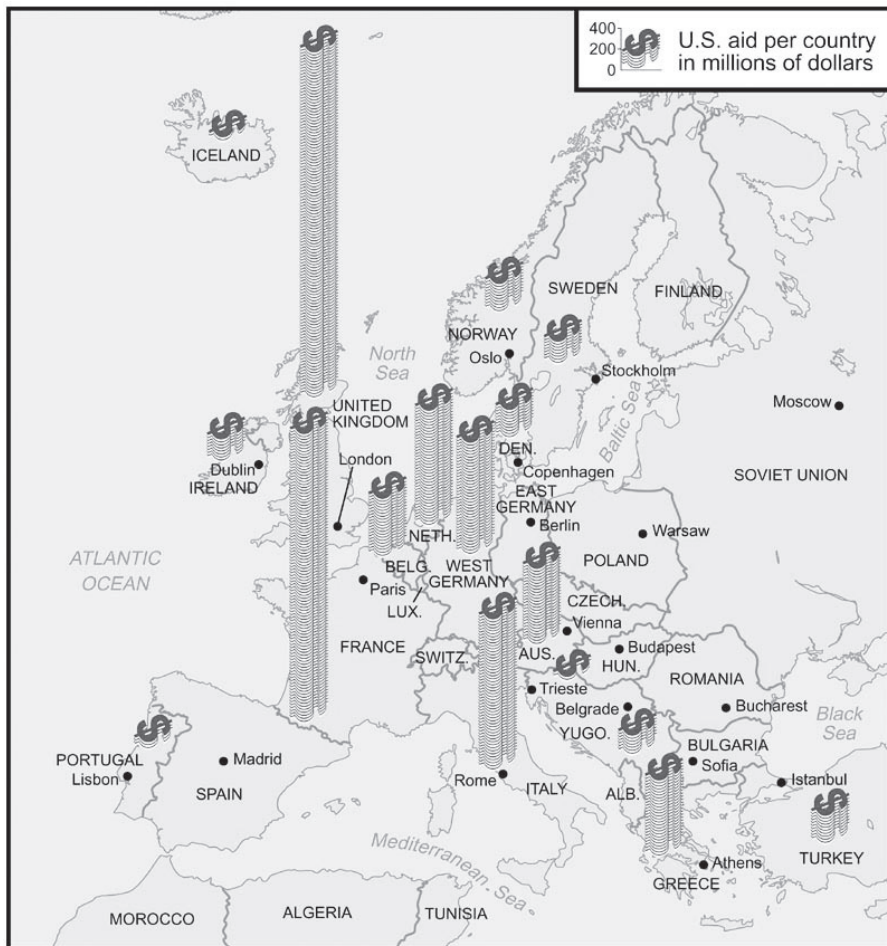 400
200
0
$
U.S. aid per country
in millions of dollars
$
$
ICELAND
$
SWEDEN
FINLAND
$
NORWAY
Oslo
North
Sea
Stockholm
Baltic Sea
Moscow
$
$
$
UNITED
KINGDOM
$
$
DEN.
Copenhagen
London
Dublin
IRELAND
SOVIET UNION
$
EAST
GERMANY
Berlin
Warsaw
POLAND
NETH.
ATLANTIC
OCEAN
$
BELG.
WEST
GERMANY
Paris
LUX.
$
CZECH.
Vienna
FRANCE
SWITZ.
AUS.
$
Budapest
HUN.
ROMANIA
Trieste
Belgrade
Bucharest
Black
Sea
$
YUGO.
$
PORTUGAL
Lisbon
Madrid
SPAIN
BULGARIA
Sofia
$
Rome
ITALY
ALB.
Istanbul
$
Mediterranean Sea
TURKEY
Athens
GREECE
MOROCCO
ALGERIA
TUNISIA